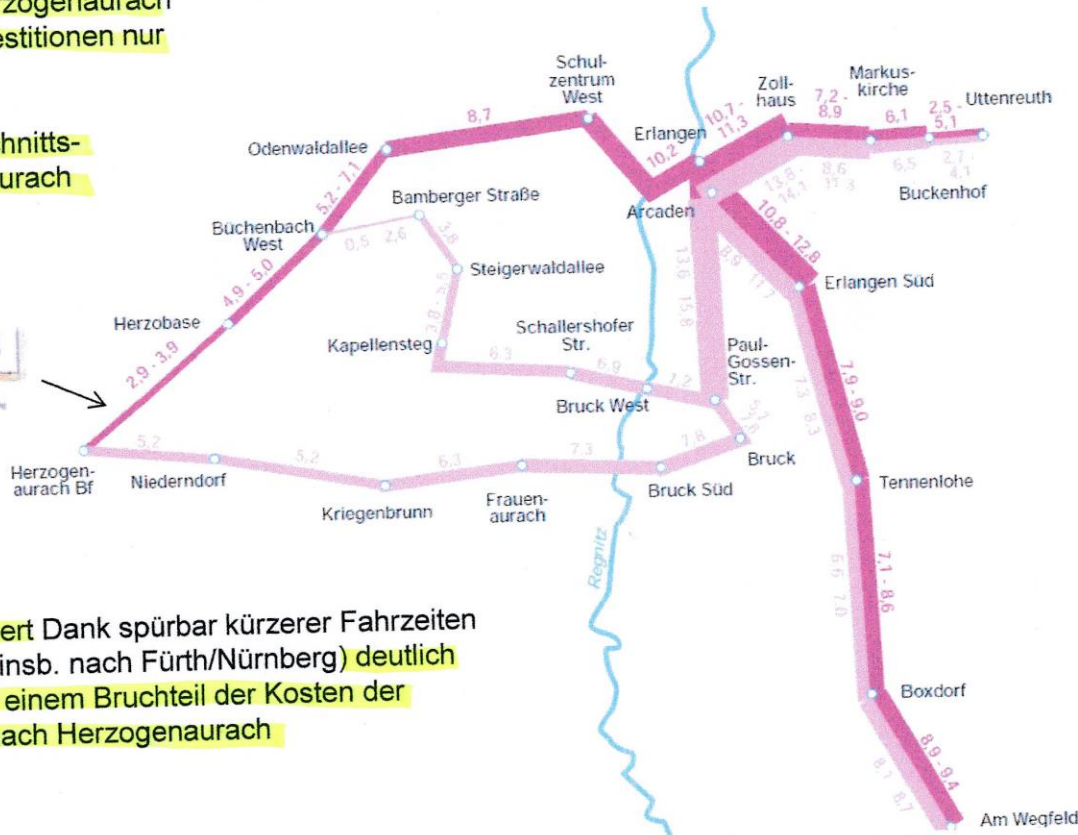 zogenaurach
estitionen nur
hnitts-
urach
Schul-
zentrum
West
Odenwaldallee
8,7
Erlangen
10,7 -
11,3
Zoll-
haus
7,2 -
8,9
Markus-
kirche
6,1
2,5 -
5,1
Uttenreuth
10,2
Arcaden
13,8 -
14,1
8,6
6,5
2,7 -
4,1
Buckenhof
5,2 - 7,1
Bamberger Straße
Büchenbach
West
0,5 2,6
3,8
Steigerwaldallee
10,8 - 12,8
8,9 11,7
Erlangen Süd
4,9 - 5,0
Herzobase
Kapellensteg
3,8 - 5,5
13,6 15,8
Schallershofer
Str.
6,3
6,9
7,2
Bruck West
Paul-
Gossen-
Str.
2,9 - 3,9
7,9 - 9,0
7,3 8,3
Herzogen-
aurach Bf
5,2
Niederndorf
5,2
Kriegenbrunn
6,3
Frauen-
aurach
7,3
Bruck Süd
7,8
Bruck
Tennenlohe
Regnitz
7,1 - 8,6
6,6 7,0
ert Dank spürbar kürzerer Fahrzeiten
insb. nach Fürth/Nürnberg) deutlich
einem Bruchteil der Kosten der
ach Herzogenaurach
Boxdorf
8,9 - 9,4
8,7
Am Wegfeld